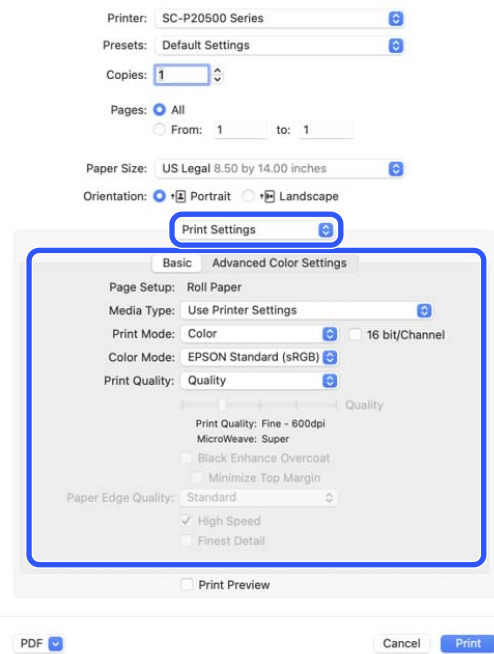 Printer: SC-P20500 Series
Presets: Default Settings
Copies: 1
Pages: All
From: 1 to: 1
Paper Size: US Legal 8.50 by 14.00 inches
Orientation: Portrait Landscape
Print Settings
Basic Advanced Color Settings
Page Setup: Roll Paper
Media Type: Use Printer Settings
Print Mode: Color 16 bit/Channel
Color Mode: EPSON Standard (sRGB)
Print Quality: Quality
Quality
Print Quality: Fine - 600dpi
MicroWeave: Super
Black Enhance Overcoat
Minimize Top Margin
Paper Edge Quality: Standard
High Speed
Finest Detail
Print Preview
PDF Cancel Print